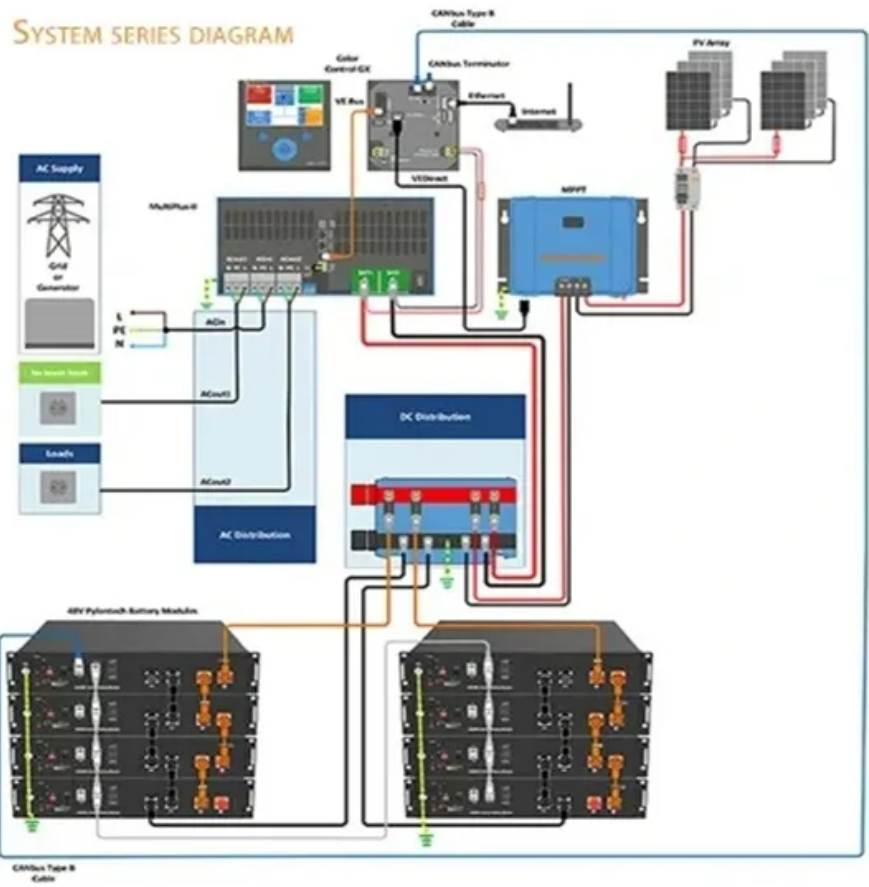 SYSTEM SERIES DIAGRAM
CANbus Type B
Cable
Color
Control GX
CANbus Terminator
PV Array
VE Bus
Ethernet
Internet
AC Supply
VEDirect
MPPT
MultiPlus-II
Grid
or
Generator
L
PE
N
ACin
ACout1
DC Distribution
Loads
ACout2
AC Distribution
48V Pylontech Battery Modules
CANbus Type B
Cable